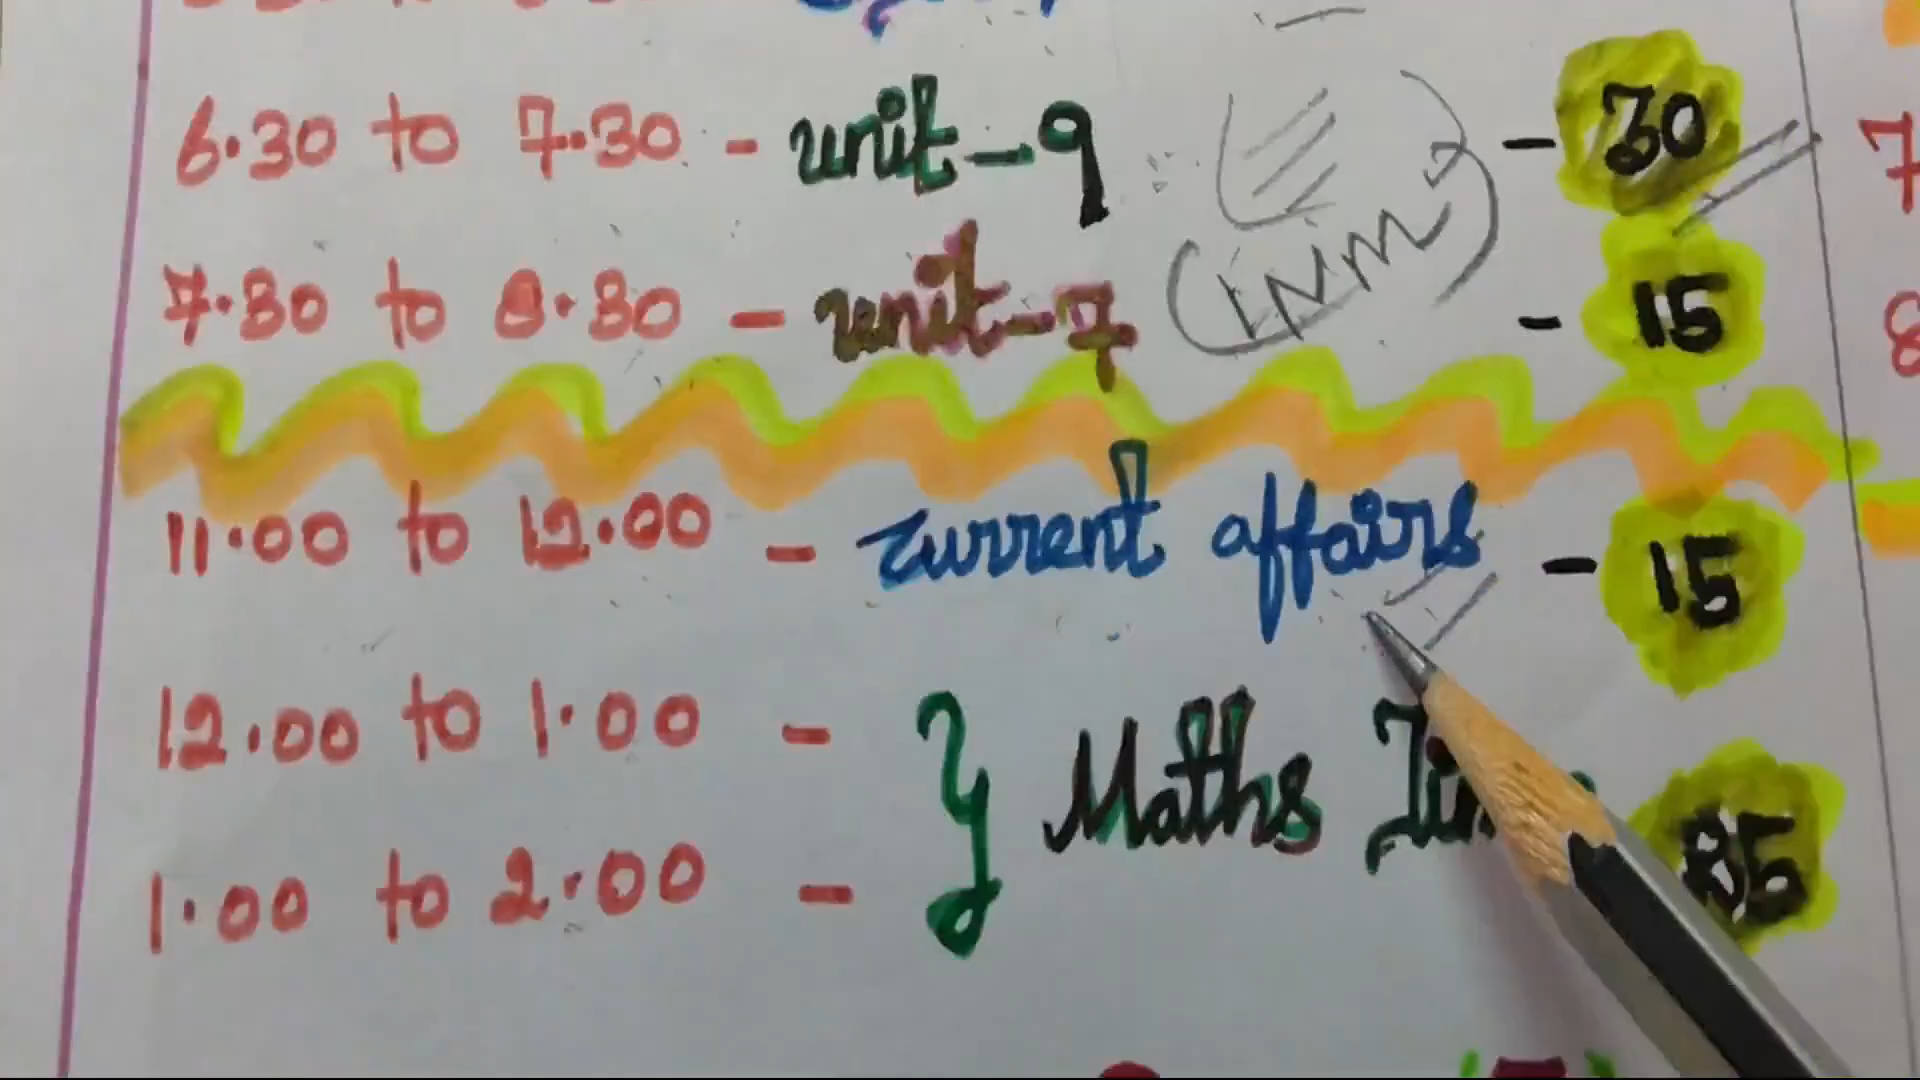 6.30 to 7.30 - unit-9 - 30
7.30 to 8.30 - unit-7 (INM) - 15
11.00 to 12.00 - current affairs - 15
12.00 to 1.00 -
} Maths
1.00 to 2.00 -